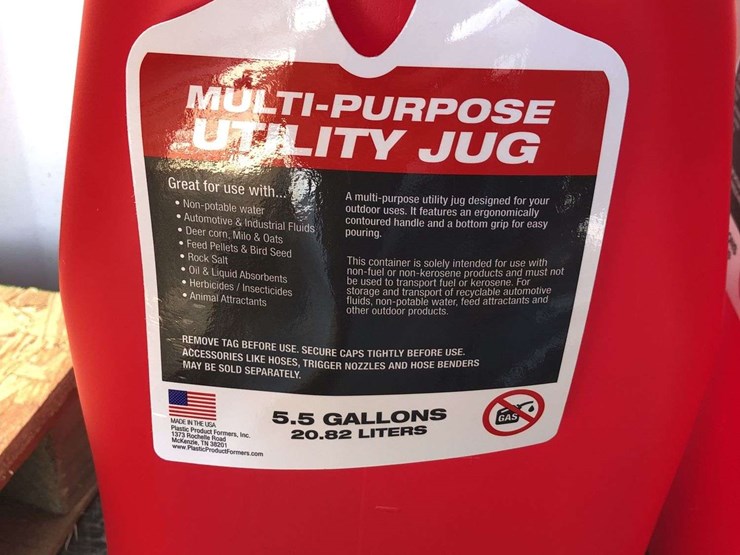 MULTI-PURPOSE
UTILITY JUG
Great for use with...
• Non-potable water
• Automotive & Industrial Fluids
• Deer corn, Milo & Oats
• Feed Pellets & Bird Seed
• Rock Salt
• Oil & Liquid Absorbents
• Herbicides / Insecticides
• Animal Attractants
A multi-purpose utility jug designed for your
outdoor uses. It features an ergonomically
contoured handle and a bottom grip for easy
pouring.
This container is solely intended for use with
non-fuel or non-kerosene products and must not
be used to transport fuel or kerosene. For
storage and transport of recyclable automotive
fluids, non-potable water, feed attractants and
other outdoor products.
REMOVE TAG BEFORE USE. SECURE CAPS TIGHTLY BEFORE USE.
ACCESSORIES LIKE HOSES, TRIGGER NOZZLES AND HOSE BENDERS
MAY BE SOLD SEPARATELY.
MADE IN THE USA
Plastic Product Formers, Inc.
1373 Rochelle Road
McKenzie, TN 38201
www.PlasticProductFormers.com
5.5 GALLONS
20.82 LITERS
GAS